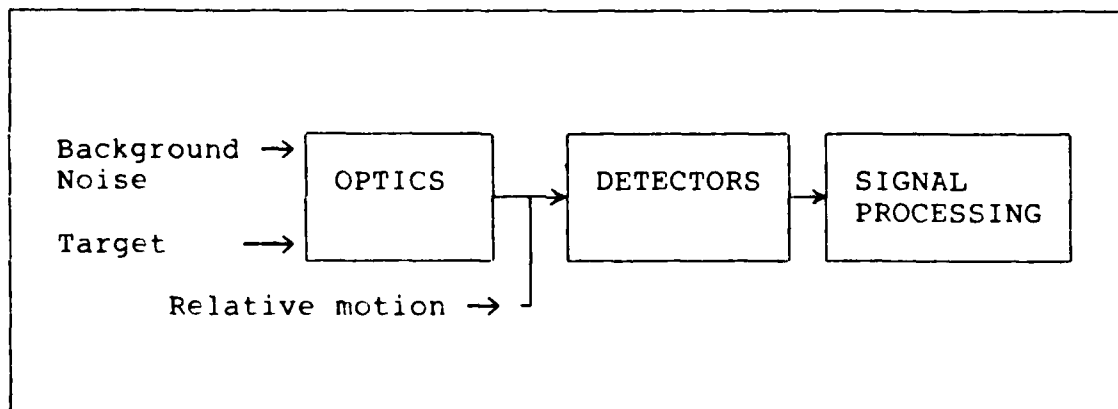 Background →
Noise
Target →
Relative motion →
OPTICS
DETECTORS
SIGNAL
PROCESSING